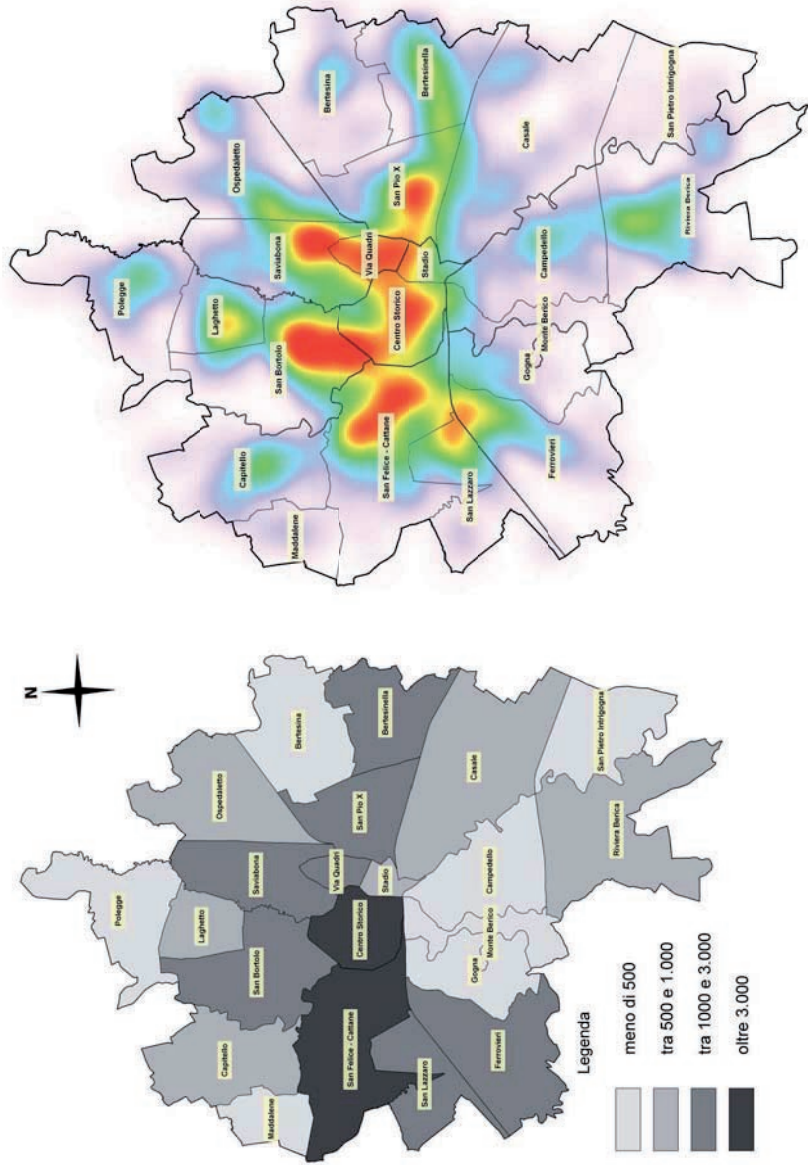 N
Polegge
Ospedaletto
Bertesina
Laghetto
Saviabona
Capitello
San Bortolo
Bertesinella
Maddalene
San Pio X
Via Quadri
Centro Storico
Stadio
San Felice - Cattane
San Lazzaro
Casale
Campedello
Monte Berico
Gogna
Ferrovieri
San Pietro Intrigogna
Riviera Berica
Legenda
meno di 500
tra 500 e 1.000
tra 1000 e 3.000
oltre 3.000
Polegge
Ospedaletto
Bertesina
Laghetto
Saviabona
Capitello
San Bortolo
Bertesinella
Maddalene
San Pio X
Via Quadri
Centro Storico
Stadio
San Felice - Cattane
San Lazzaro
Casale
Campedello
Monte Berico
Gogna
Ferrovieri
San Pietro Intrigogna
Riviera Berica